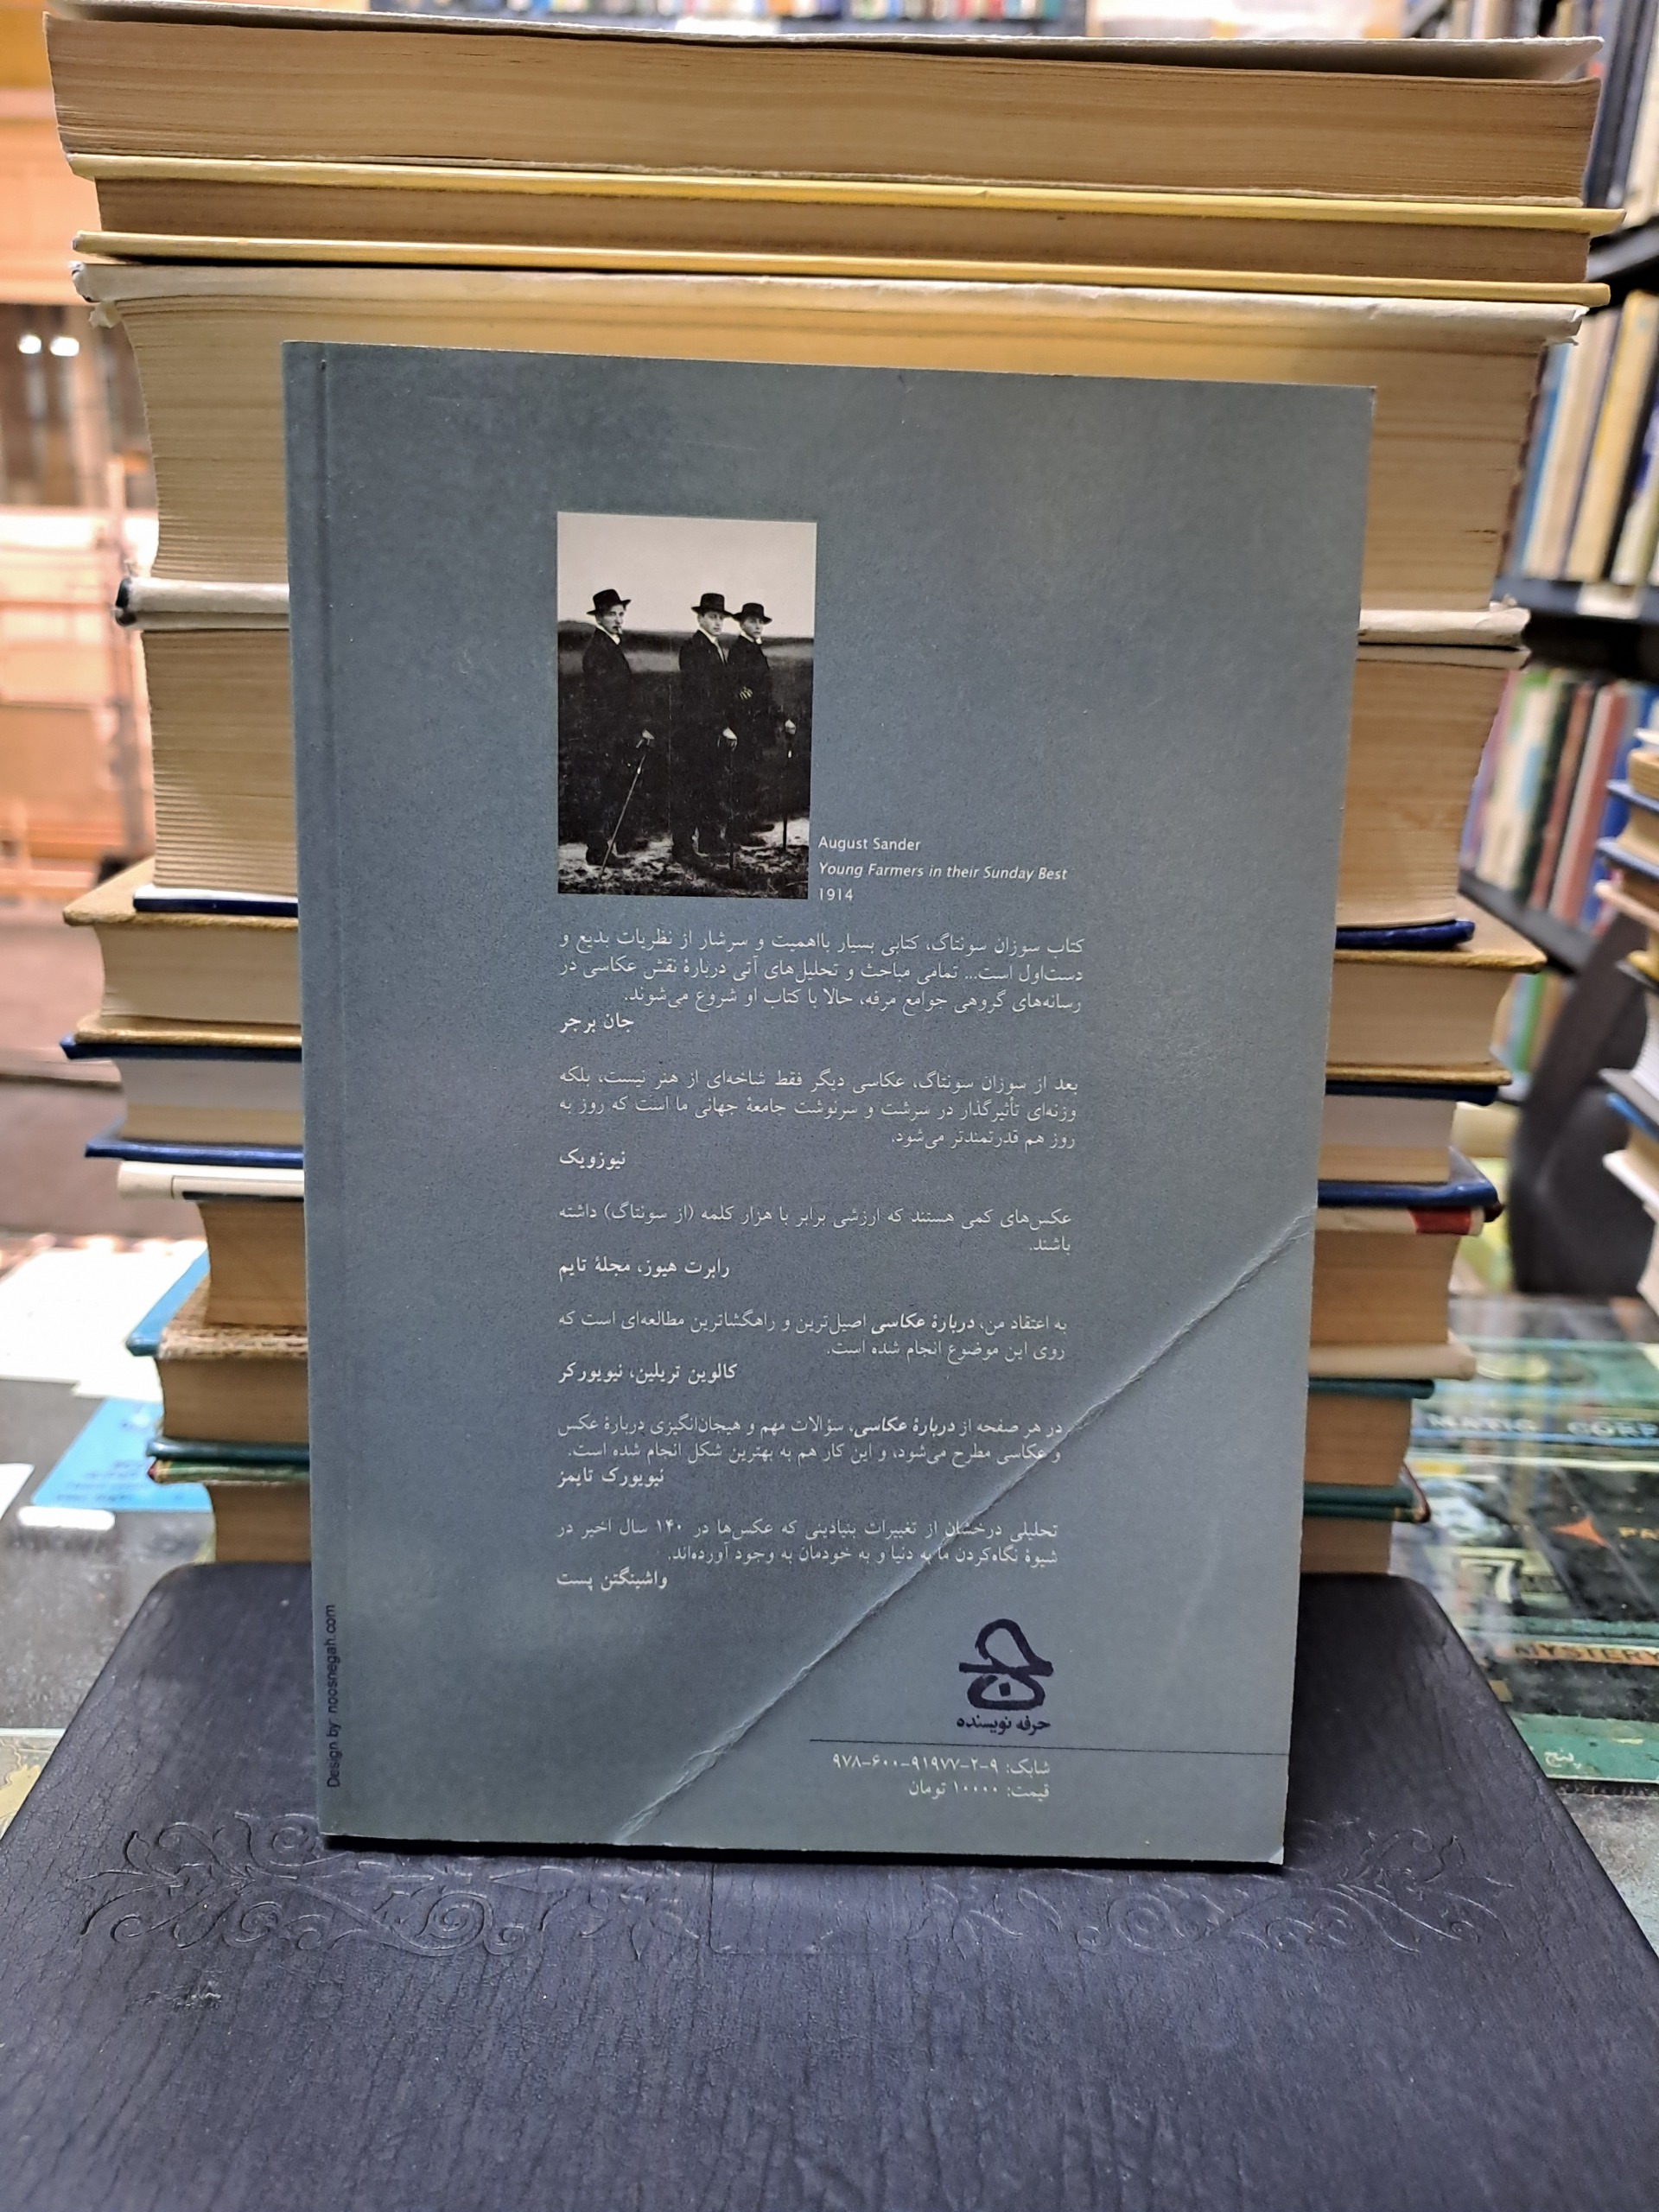 August Sander
Young Farmers in their Sunday Best
1914
کتاب سوزان سونتاگ، کتابی بسیار بااهمیت و سرشار از نظریات بدیع و
دست‌اول است... تمامی مباحث و تحلیل‌های آتی دربارهٔ نقش عکاسی در
رسانه‌های گروهی جوامع مرفه، حالا با کتاب او شروع می‌شوند.
جان برجر
بعد از سوزان سونتاگ، عکاسی دیگر فقط شاخه‌ای از هنر نیست، بلکه
وزنه‌ای تأثیرگذار در سرشت و سرنوشت جامعهٔ جهانی ما است که روز به
روز هم قدرتمندتر می‌شود.
نیوزویک
عکس‌های کمی هستند که ارزشی برابر با هزار کلمه (از سونتاگ) داشته
باشند.
رابرت هیوز، مجلهٔ تایم
به اعتقاد من، دربارهٔ عکاسی اصیل‌ترین و راهگشاترین مطالعه‌ای است که
روی این موضوع انجام شده است.
کالوین تریلین، نیویورکر
در هر صفحه از دربارهٔ عکاسی، سؤالات مهم و هیجان‌انگیزی دربارهٔ عکس
و عکاسی مطرح می‌شود، و این کار هم به بهترین شکل انجام شده است.
نیویورک تایمز
تحلیلی درخشان از تغییرات بنیادینی که عکس‌ها در ۱۴۰ سال اخیر در
شیوهٔ نگاه‌کردن ما به دنیا و به خودمان به وجود آورده‌اند.
واشینگتن پست
حرفه نویسنده
شابک: ۹-۲-۹۱۹۷۷-۶۰۰-۹۷۸
قیمت: ۱۰۰۰۰ تومان
Design by: noosnegah.com
MATIC CORP
پنج